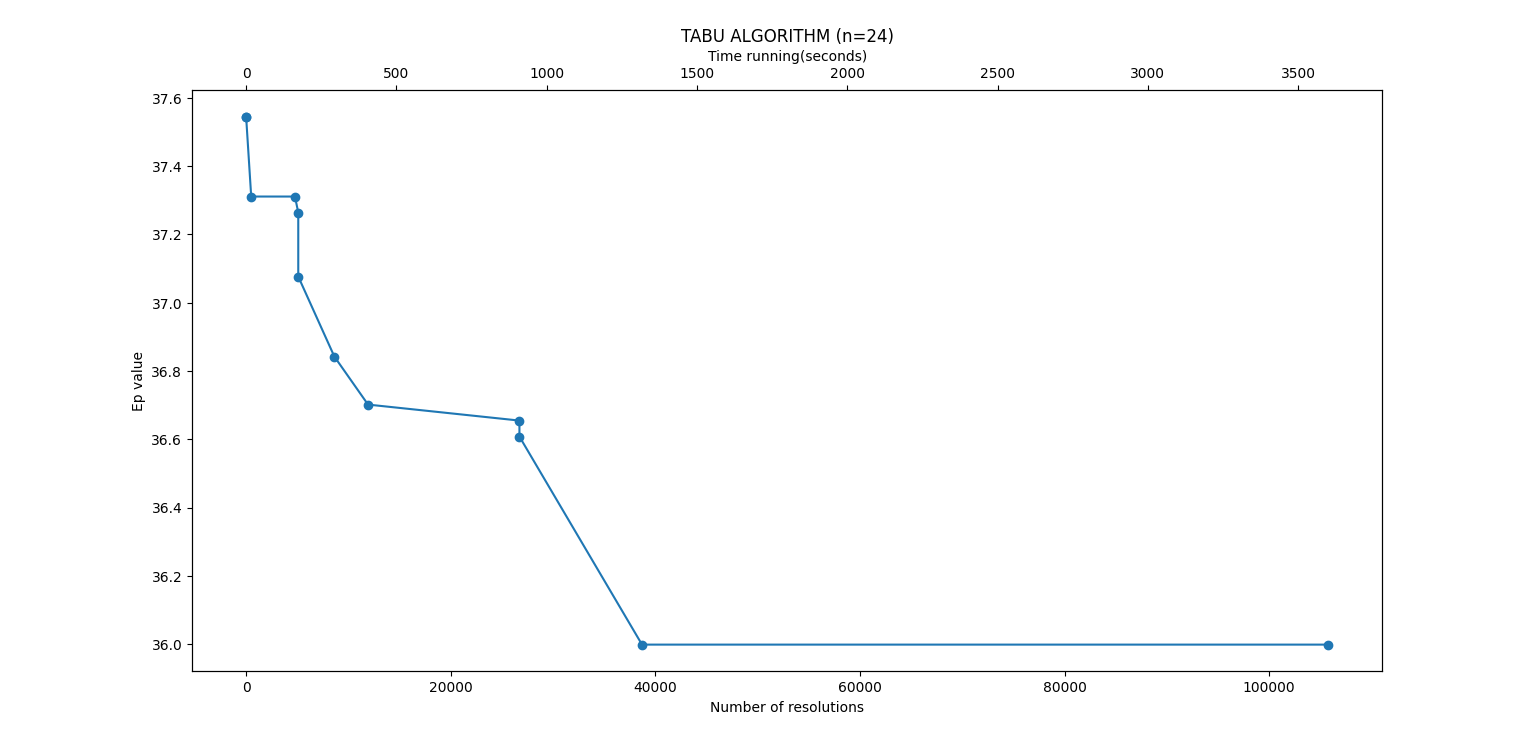 TABU ALGORITHM (n=24)
Time running(seconds)
0 500 1000 1500 2000 2500 3000 3500
37.6
37.4
37.2
37.0
36.8
36.6
36.4
36.2
36.0
Ep value
0 20000 40000 60000 80000 100000
Number of resolutions